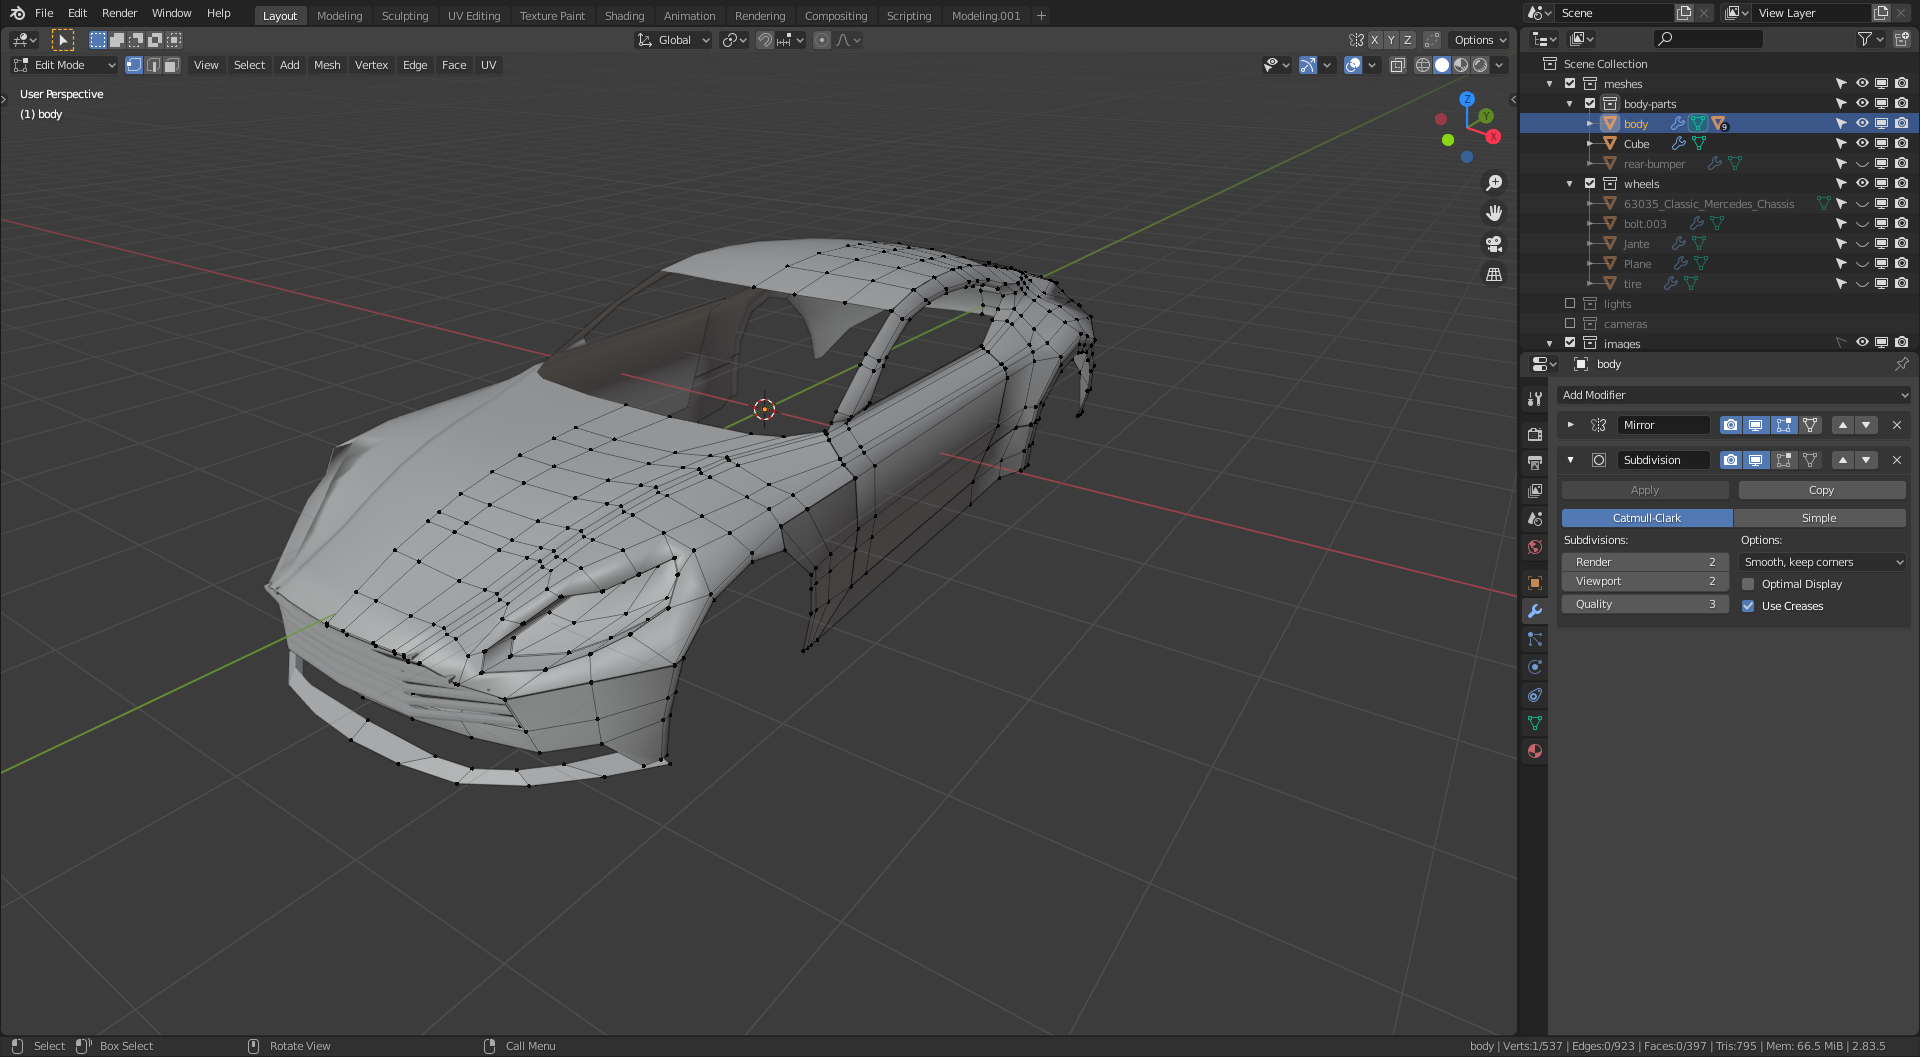 File Edit Render Window Help Layout Modeling Sculpting UV Editing Texture Paint Shading Animation Rendering Compositing Scripting Modeling.001 + Scene View Layer
Global X Y Z Options
Edit Mode View Select Add Mesh Vertex Edge Face UV
User Perspective
(1) body
Z
Y
X
Scene Collection
meshes
body-parts
body 9
Cube
rear-bumper
wheels
63035_Classic_Mercedes_Chassis
bolt.003
Jante
Plane
tire
lights
cameras
images
body
Add Modifier
Mirror
Subdivision
Apply Copy
Catmull-Clark Simple
Subdivisions: Options:
Render 2 Smooth, keep corners
Viewport 2 Optimal Display
Quality 3 Use Creases
Select Box Select Rotate View Call Menu body | Verts:1/537 | Edges:0/923 | Faces:0/397 | Tris:795 | Mem: 66.5 MiB | 2.83.5